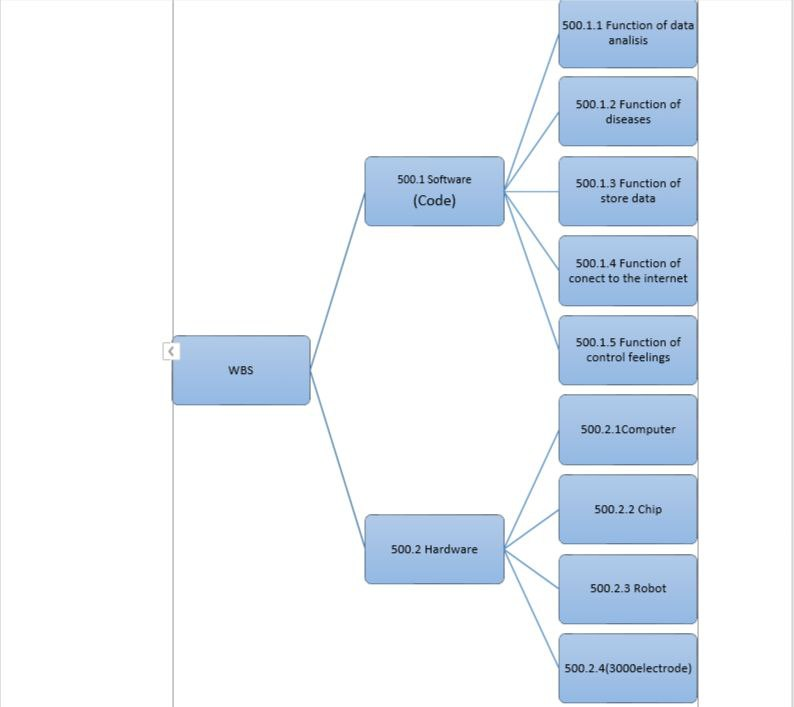 500.1.1 Function of data
analisis
500.1.2 Function of
diseases
500.1 Software
(Code)
500.1.3 Function of
store data
500.1.4 Function of
conect to the internet
500.1.5 Function of
control feelings
WBS
500.2.1Computer
500.2.2 Chip
500.2 Hardware
500.2.3 Robot
500.2.4(3000electrode)